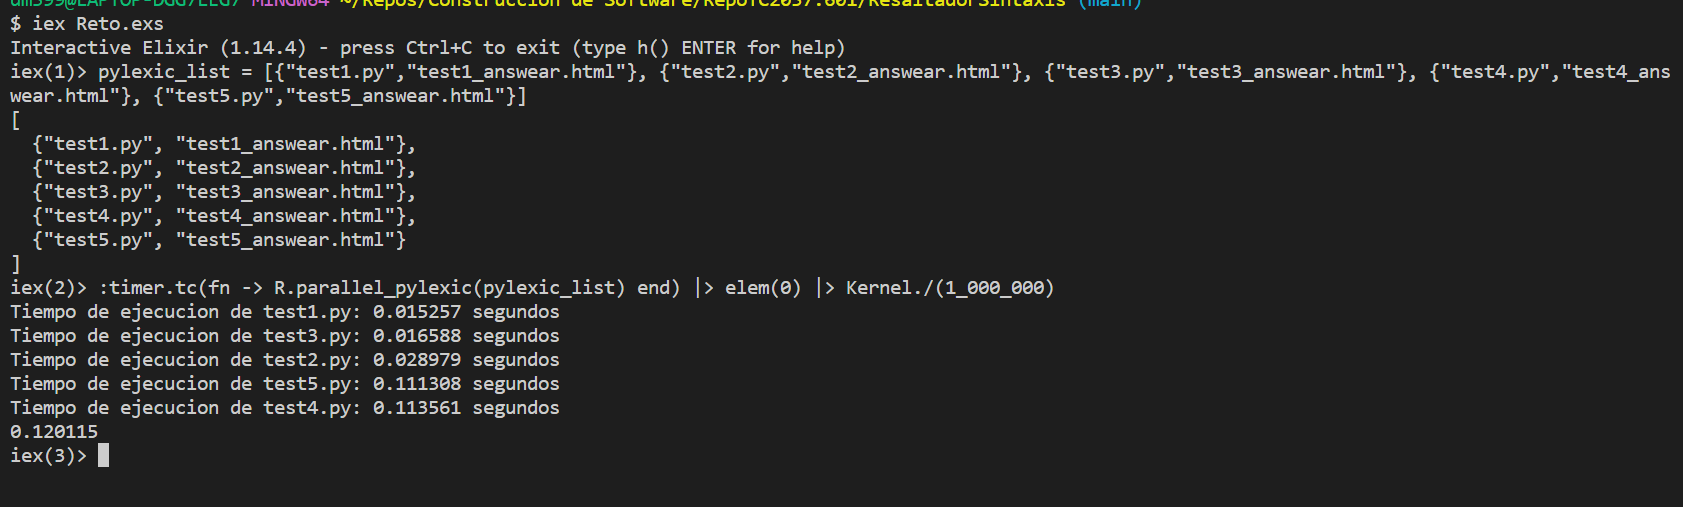 MINGW64 ~/Repos/Construccion de Software/RepoTC2037.601/ResaltadorSintaxis (main)
$ iex Reto.exs
Interactive Elixir (1.14.4) - press Ctrl+C to exit (type h() ENTER for help)
iex(1)> pylexic_list = [{"test1.py","test1_answear.html"}, {"test2.py","test2_answear.html"}, {"test3.py","test3_answear.html"}, {"test4.py","test4_ans
wear.html"}, {"test5.py","test5_answear.html"}]
[
  {"test1.py", "test1_answear.html"},
  {"test2.py", "test2_answear.html"},
  {"test3.py", "test3_answear.html"},
  {"test4.py", "test4_answear.html"},
  {"test5.py", "test5_answear.html"}
]
iex(2)> :timer.tc(fn -> R.parallel_pylexic(pylexic_list) end) |> elem(0) |> Kernel./(1_000_000)
Tiempo de ejecucion de test1.py: 0.015257 segundos
Tiempo de ejecucion de test3.py: 0.016588 segundos
Tiempo de ejecucion de test2.py: 0.028979 segundos
Tiempo de ejecucion de test5.py: 0.111308 segundos
Tiempo de ejecucion de test4.py: 0.113561 segundos
0.120115
iex(3)>